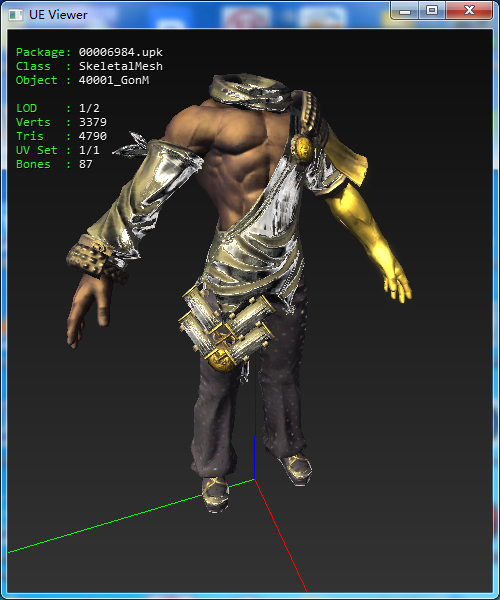 UE Viewer
Package: 00006984.upk
Class : SkeletalMesh
Object : 40001_GonM
LOD : 1/2
Verts : 3379
Tris : 4790
UV Set : 1/1
Bones : 87